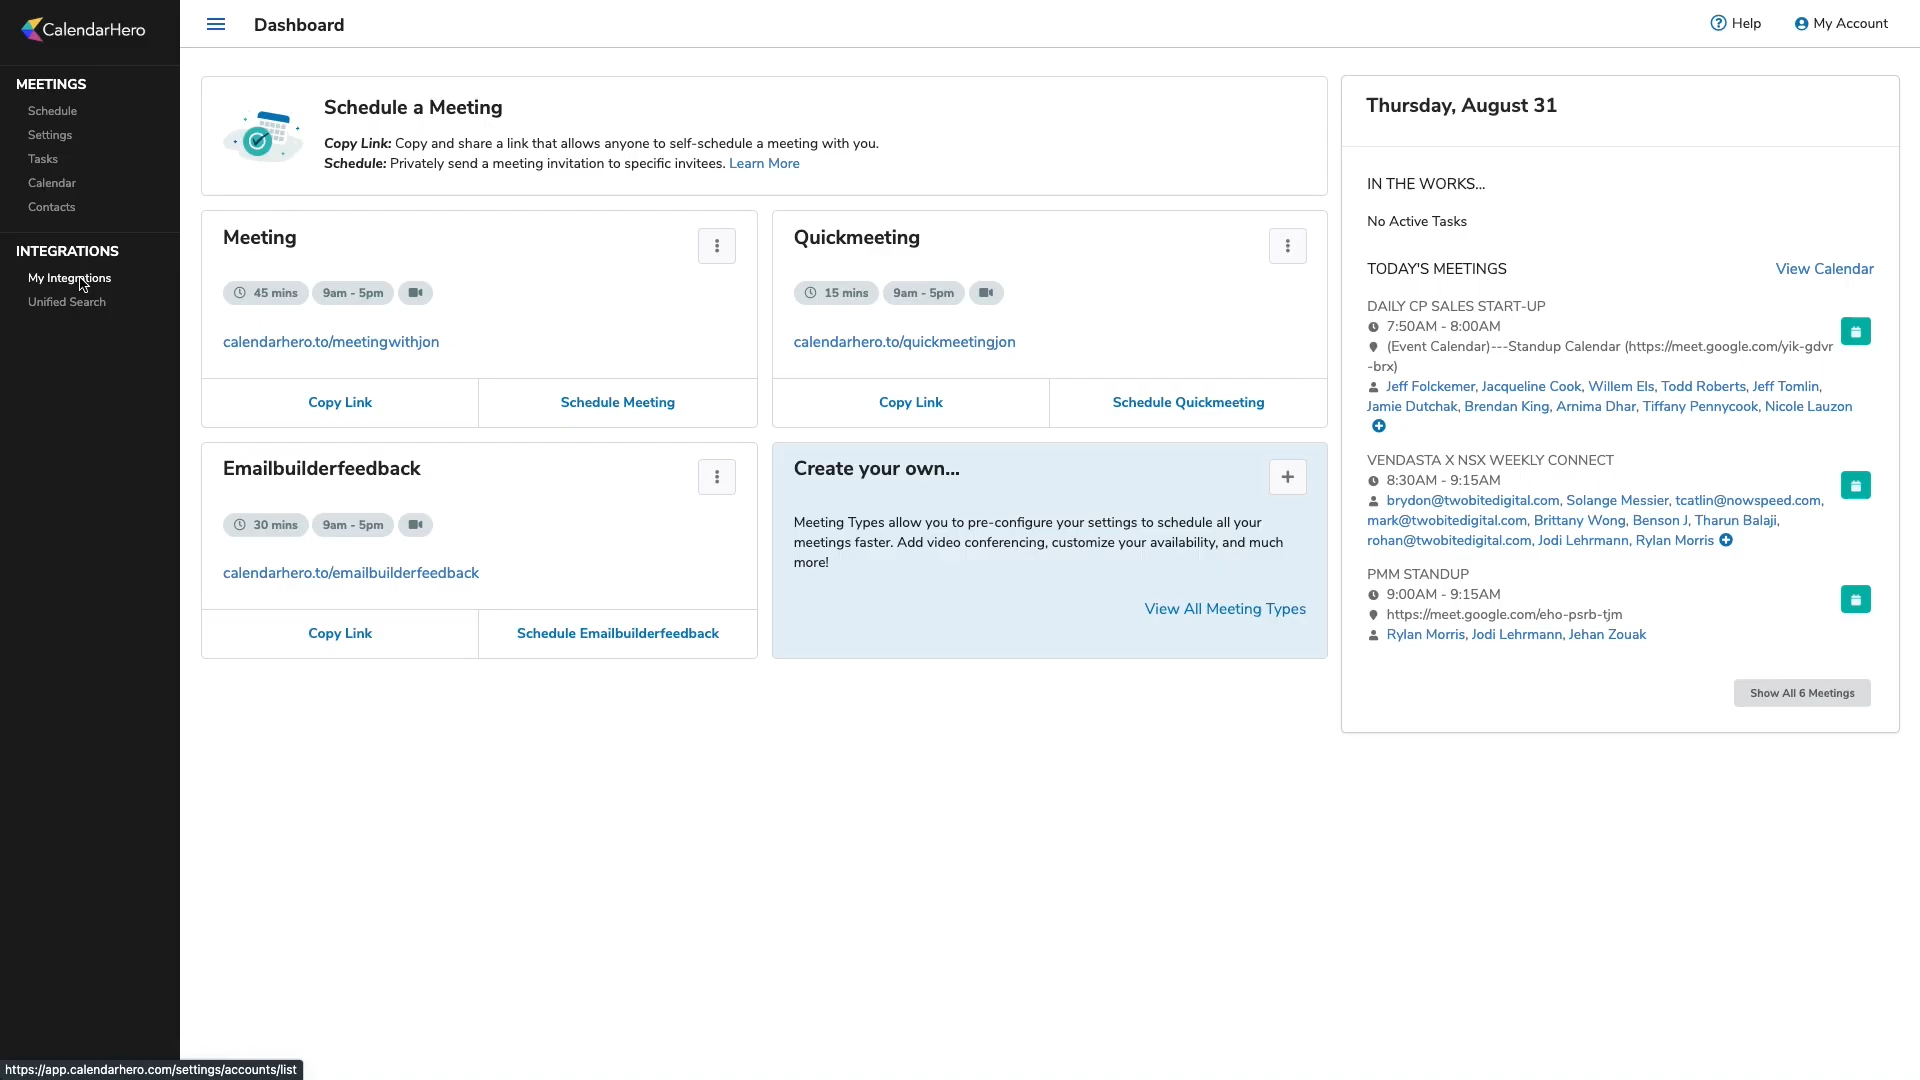 CalendarHero
Dashboard
Help
My Account
MEETINGS
Schedule
Settings
Tasks
Calendar
Contacts
INTEGRATIONS
My Integrations
Unified Search
Schedule a Meeting
Copy Link: Copy and share a link that allows anyone to self-schedule a meeting with you.
Schedule: Privately send a meeting invitation to specific invitees. Learn More
Meeting
45 mins
9am - 5pm
calendarhero.to/meetingwithjon
Copy Link
Schedule Meeting
Quickmeeting
15 mins
9am - 5pm
calendarhero.to/quickmeetingjon
Copy Link
Schedule Quickmeeting
Emailbuilderfeedback
30 mins
9am - 5pm
calendarhero.to/emailbuilderfeedback
Copy Link
Schedule Emailbuilderfeedback
Create your own...
Meeting Types allow you to pre-configure your settings to schedule all your
meetings faster. Add video conferencing, customize your availability, and much
more!
View All Meeting Types
Thursday, August 31
IN THE WORKS...
No Active Tasks
TODAY'S MEETINGS
View Calendar
DAILY CP SALES START-UP
7:50AM - 8:00AM
(Event Calendar)---Standup Calendar (https://meet.google.com/yik-gdvr
-brx)
Jeff Folckemer, Jacqueline Cook, Willem Els, Todd Roberts, Jeff Tomlin,
Jamie Dutchak, Brendan King, Arnima Dhar, Tiffany Pennycook, Nicole Lauzon
VENDASTA X NSX WEEKLY CONNECT
8:30AM - 9:15AM
brydon@twobitedigital.com, Solange Messier, tcatlin@nowspeed.com,
mark@twobitedigital.com, Brittany Wong, Benson J, Tharun Balaji,
rohan@twobitedigital.com, Jodi Lehrmann, Rylan Morris
PMM STANDUP
9:00AM - 9:15AM
https://meet.google.com/eho-psrb-tjm
Rylan Morris, Jodi Lehrmann, Jehan Zouak
Show All 6 Meetings
https://app.calendarhero.com/settings/accounts/list